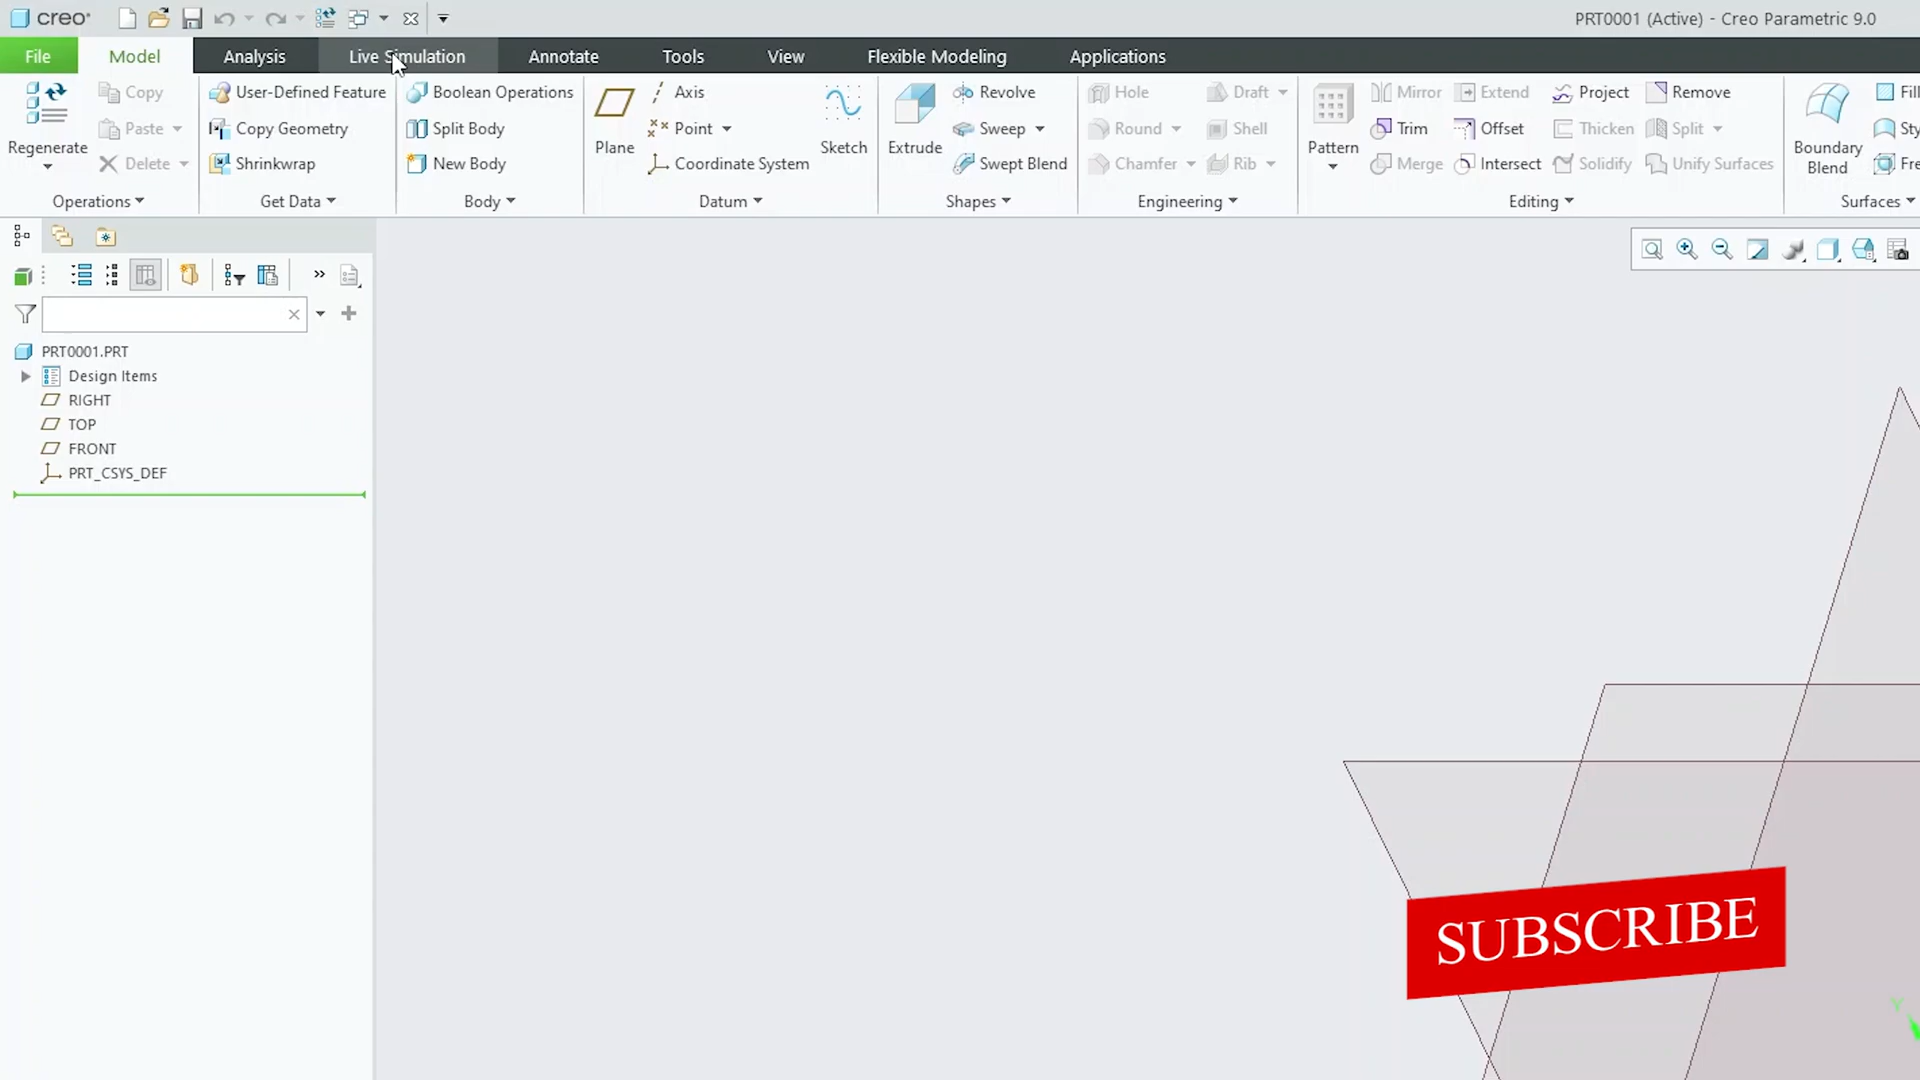 creo° PRT0001 (Active) - Creo Parametric 9.0
File Model Analysis Live Simulation Annotate Tools View Flexible Modeling Applications
Regenerate
Copy
Paste
Delete
Operations
User-Defined Feature
Copy Geometry
Shrinkwrap
Get Data
Boolean Operations
Split Body
New Body
Body
Plane
Axis
Point
Coordinate System
Sketch
Datum
Extrude
Revolve
Sweep
Swept Blend
Shapes
Hole
Round
Chamfer
Draft
Shell
Rib
Engineering
Pattern
Mirror
Trim
Merge
Extend
Offset
Intersect
Project
Thicken
Solidify
Remove
Split
Unify Surfaces
Editing
Boundary
Blend
Fill
Sty
Fre
Surfaces
PRT0001.PRT
Design Items
RIGHT
TOP
FRONT
PRT_CSYS_DEF
SUBSCRIBE
Y